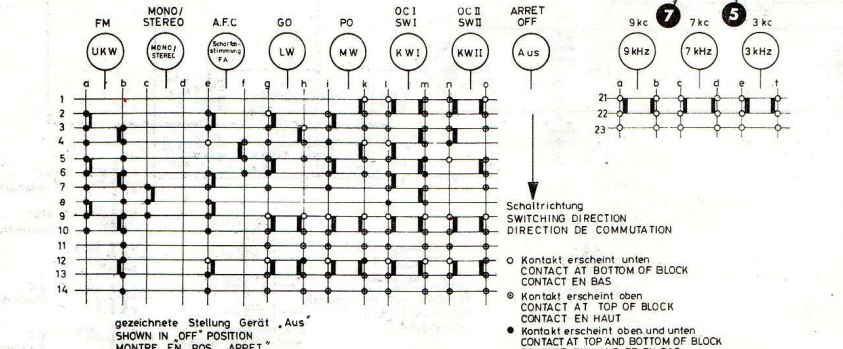 MONO/ OC I OC II ARRET
FM STEREO A.F.C GO PO SW I SW II OFF 9 kc 7 7 kc 5 3 kc
UKW MONO/ STEREO Scharfab- stimmung FA LW MW KW I KW II Aus 9 kHz 7 kHz 3 kHz
a b c d e f g h i k l m n o a b c d e f
1
2
3
4
5
6
7
8
9
10
11
12
13
14
21
22
23
Schaltrichtung
SWITCHING DIRECTION
DIRECTION DE COMMUTATION
Kontakt erscheint unten
CONTACT AT BOTTOM OF BLOCK
CONTACT EN BAS
Kontakt erscheint oben
CONTACT AT TOP OF BLOCK
CONTACT EN HAUT
Kontakt erscheint oben und unten
CONTACT AT TOP AND BOTTOM OF BLOCK
gezeichnete Stellung Gerät „Aus"
SHOWN IN „OFF" POSITION
MONTRE EN POS. „ARRET"